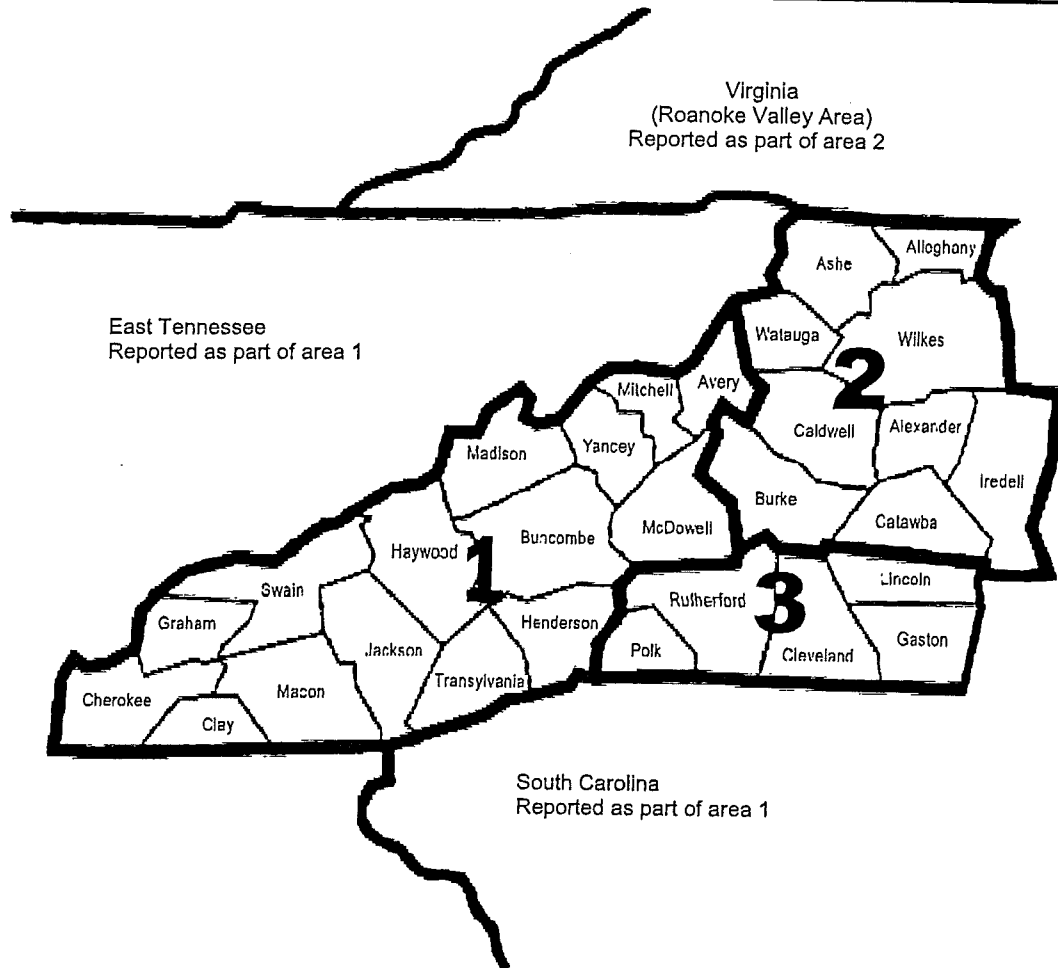 Virginia
(Roanoke Valley Area)
Reported as part of area 2
Ashe
Alleghany
East Tennessee
Reported as part of area 1
Watauga
Wilkes
2
Mitchell
Avery
Caldwell
Alexander
Madison
Yancey
Iredell
Burke
Catawba
McDowell
Buncombe
Haywood
1
Swain
Lincoln
Rutherford
3
Graham
Henderson
Gaston
Jackson
Polk
Cleveland
Transylvania
Cherokee
Macon
Clay
South Carolina
Reported as part of area 1